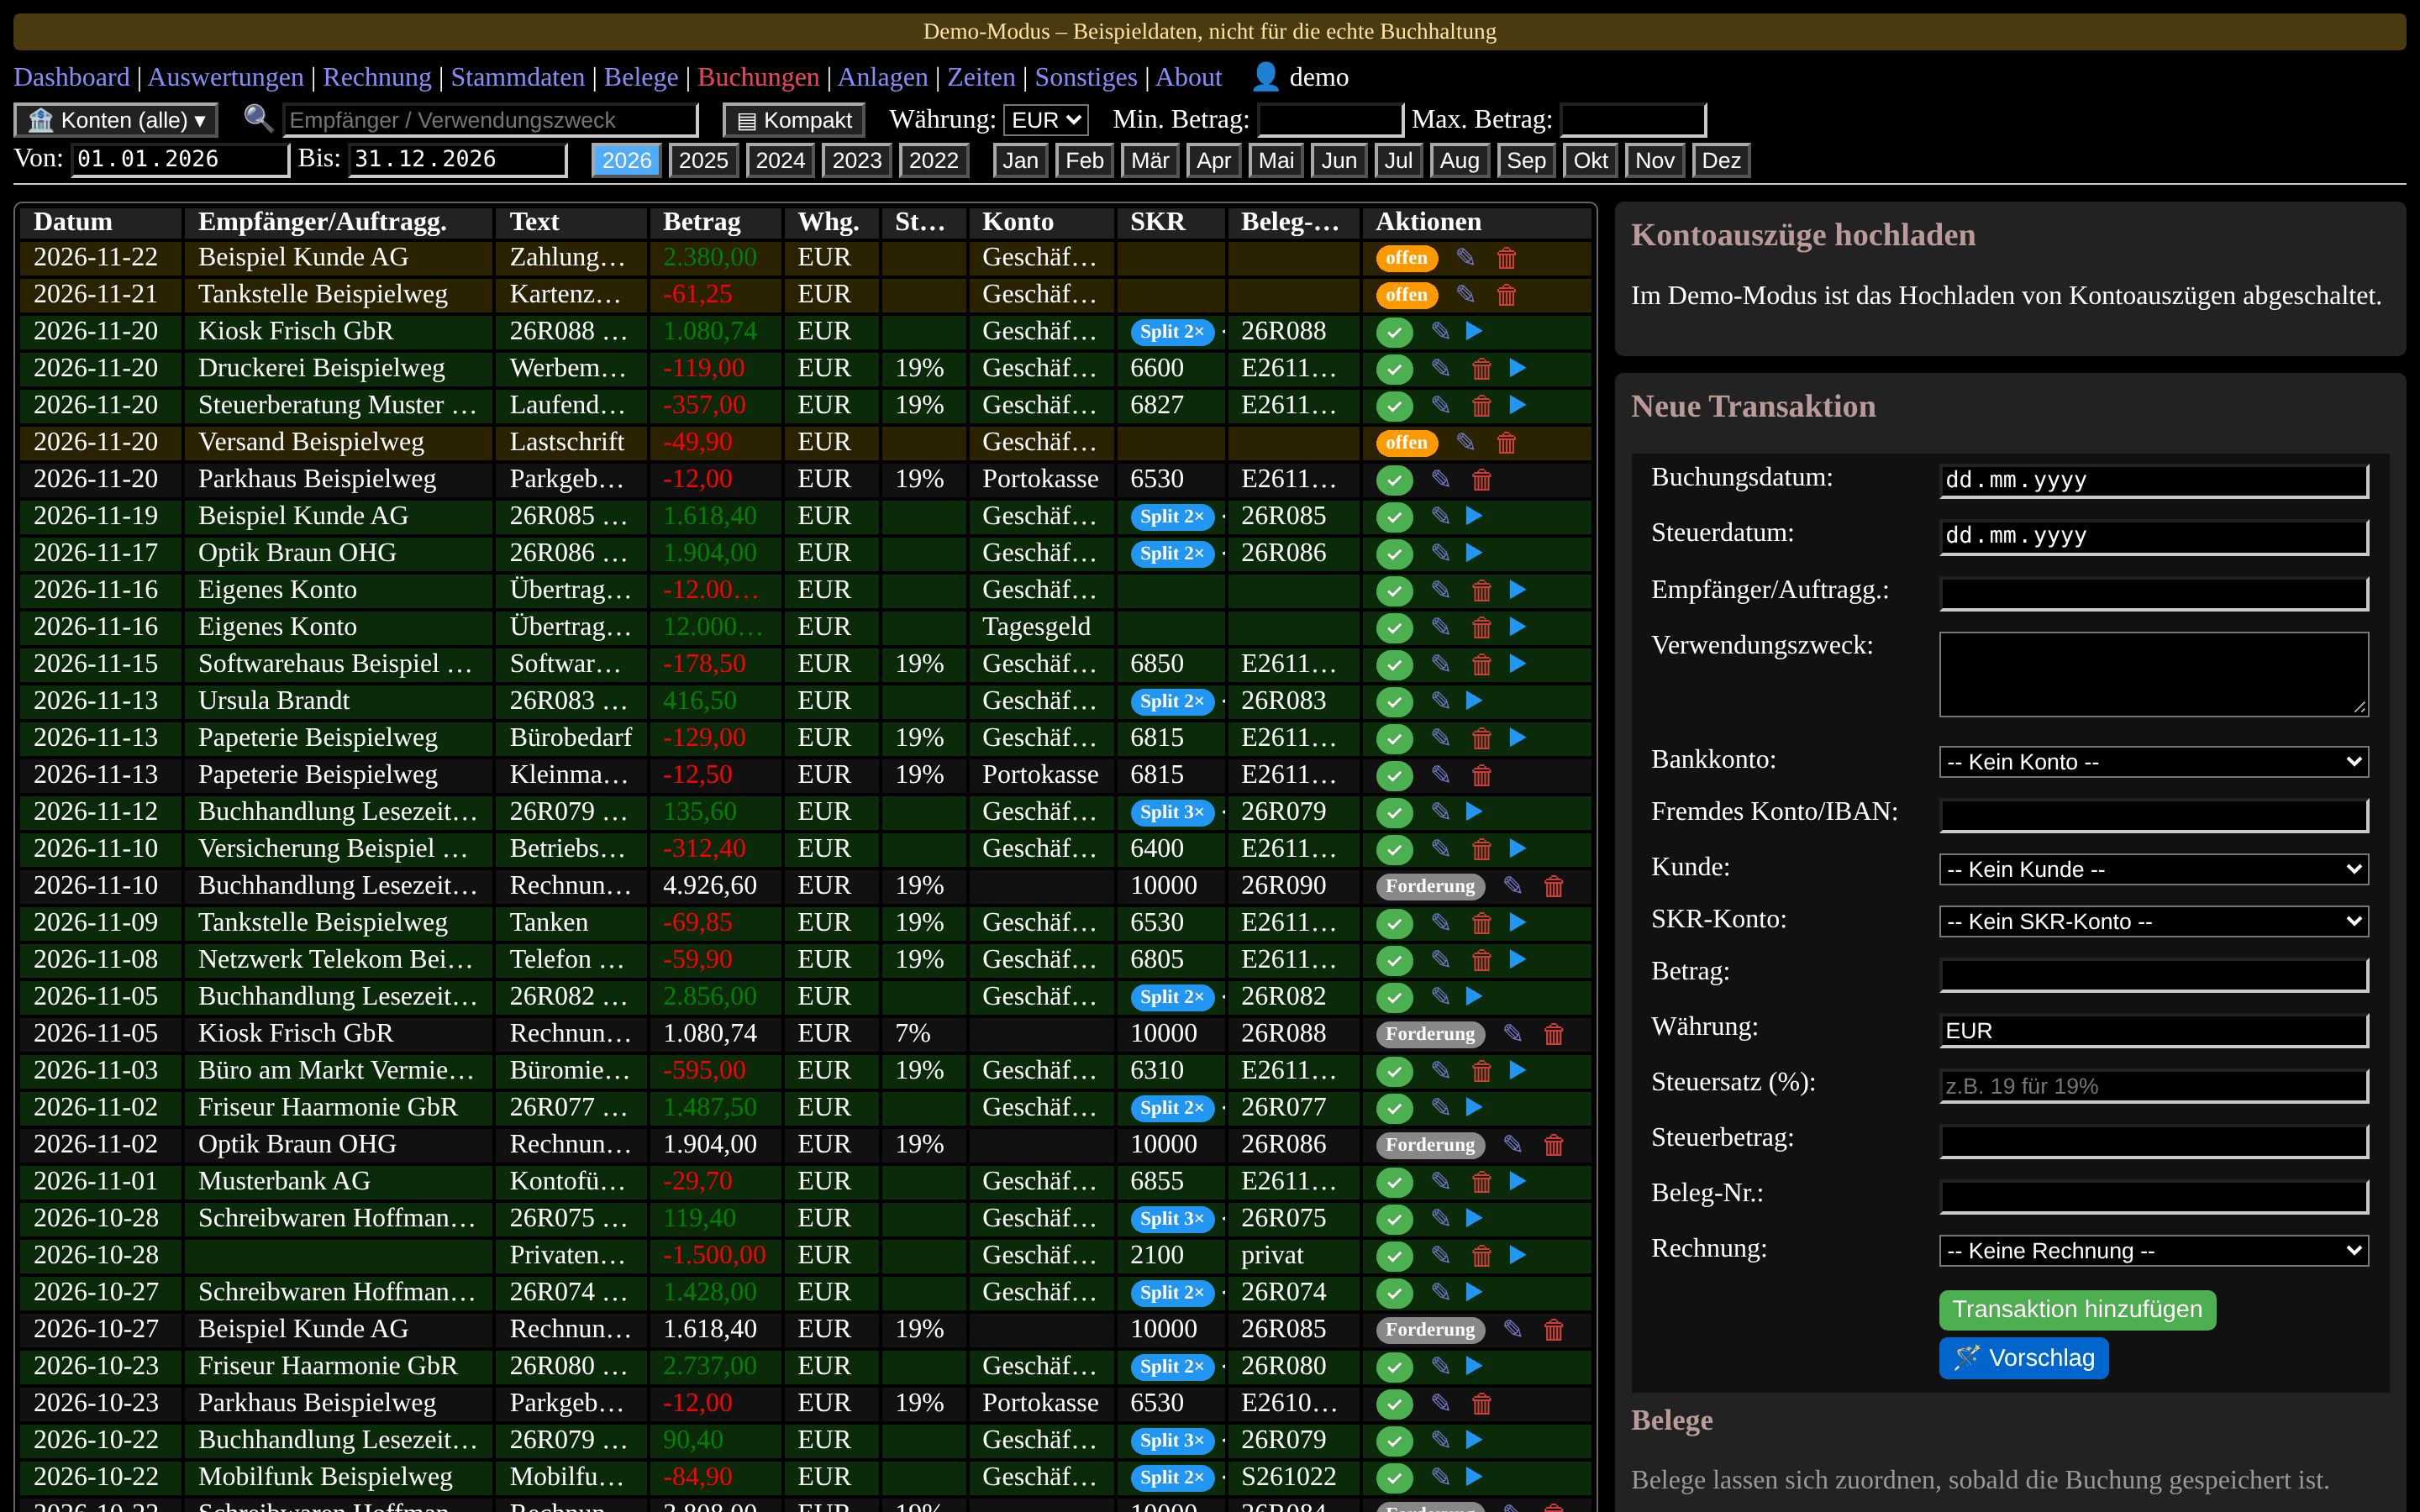 Demo-Modus – Beispieldaten, nicht für die echte Buchhaltung
Dashboard | Auswertungen | Rechnung | Stammdaten | Belege | Buchungen | Anlagen | Zeiten | Sonstiges | About 👤 demo
🏦 Konten (alle) ▾ 🔍 Empfänger / Verwendungszweck ▤ Kompakt Währung: EUR Min. Betrag: Max. Betrag:
Von: 01.01.2026 Bis: 31.12.2026 2026 2025 2024 2023 2022 Jan Feb Mär Apr Mai Jun Jul Aug Sep Okt Nov Dez
Datum Empfänger/Auftragg. Text Betrag Whg. St… Konto SKR Beleg-… Aktionen
2026-11-22 Beispiel Kunde AG Zahlung… 2.380,00 EUR Geschäf… offen
2026-11-21 Tankstelle Beispielweg Kartenz… -61,25 EUR Geschäf… offen
2026-11-20 Kiosk Frisch GbR 26R088 … 1.080,74 EUR Geschäf… Split 2× · 26R088
2026-11-20 Druckerei Beispielweg Werbem… -119,00 EUR 19% Geschäf… 6600 E2611…
2026-11-20 Steuerberatung Muster … Laufend… -357,00 EUR 19% Geschäf… 6827 E2611…
2026-11-20 Versand Beispielweg Lastschrift -49,90 EUR Geschäf… offen
2026-11-20 Parkhaus Beispielweg Parkgeb… -12,00 EUR 19% Portokasse 6530 E2611…
2026-11-19 Beispiel Kunde AG 26R085 … 1.618,40 EUR Geschäf… Split 2× · 26R085
2026-11-17 Optik Braun OHG 26R086 … 1.904,00 EUR Geschäf… Split 2× · 26R086
2026-11-16 Eigenes Konto Übertrag… -12.00… EUR Geschäf…
2026-11-16 Eigenes Konto Übertrag… 12.000… EUR Tagesgeld
2026-11-15 Softwarehaus Beispiel … Softwar… -178,50 EUR 19% Geschäf… 6850 E2611…
2026-11-13 Ursula Brandt 26R083 … 416,50 EUR Geschäf… Split 2× · 26R083
2026-11-13 Papeterie Beispielweg Bürobedarf -129,00 EUR 19% Geschäf… 6815 E2611…
2026-11-13 Papeterie Beispielweg Kleinma… -12,50 EUR 19% Portokasse 6815 E2611…
2026-11-12 Buchhandlung Lesezeit… 26R079 … 135,60 EUR Geschäf… Split 3× · 26R079
2026-11-10 Versicherung Beispiel … Betriebs… -312,40 EUR Geschäf… 6400 E2611…
2026-11-10 Buchhandlung Lesezeit… Rechnun… 4.926,60 EUR 19% 10000 26R090 Forderung
2026-11-09 Tankstelle Beispielweg Tanken -69,85 EUR 19% Geschäf… 6530 E2611…
2026-11-08 Netzwerk Telekom Bei… Telefon … -59,90 EUR 19% Geschäf… 6805 E2611…
2026-11-05 Buchhandlung Lesezeit… 26R082 … 2.856,00 EUR Geschäf… Split 2× · 26R082
2026-11-05 Kiosk Frisch GbR Rechnun… 1.080,74 EUR 7% 10000 26R088 Forderung
2026-11-03 Büro am Markt Vermie… Büromie… -595,00 EUR 19% Geschäf… 6310 E2611…
2026-11-02 Friseur Haarmonie GbR 26R077 … 1.487,50 EUR Geschäf… Split 2× · 26R077
2026-11-02 Optik Braun OHG Rechnun… 1.904,00 EUR 19% 10000 26R086 Forderung
2026-11-01 Musterbank AG Kontofü… -29,70 EUR Geschäf… 6855 E2611…
2026-10-28 Schreibwaren Hoffman… 26R075 … 119,40 EUR Geschäf… Split 3× · 26R075
2026-10-28 Privaten… -1.500,00 EUR Geschäf… 2100 privat
2026-10-27 Schreibwaren Hoffman… 26R074 … 1.428,00 EUR Geschäf… Split 2× · 26R074
2026-10-27 Beispiel Kunde AG Rechnun… 1.618,40 EUR 19% 10000 26R085 Forderung
2026-10-23 Friseur Haarmonie GbR 26R080 … 2.737,00 EUR Geschäf… Split 2× · 26R080
2026-10-23 Parkhaus Beispielweg Parkgeb… -12,00 EUR 19% Portokasse 6530 E2610…
2026-10-22 Buchhandlung Lesezeit… 26R079 … 90,40 EUR Geschäf… Split 3× · 26R079
2026-10-22 Mobilfunk Beispielweg Mobilfu… -84,90 EUR Geschäf… Split 2× · S261022
Kontoauszüge hochladen
Im Demo-Modus ist das Hochladen von Kontoauszügen abgeschaltet.
Neue Transaktion
Buchungsdatum: dd.mm.yyyy
Steuerdatum: dd.mm.yyyy
Empfänger/Auftragg.:
Verwendungszweck:
Bankkonto: -- Kein Konto --
Fremdes Konto/IBAN:
Kunde: -- Kein Kunde --
SKR-Konto: -- Kein SKR-Konto --
Betrag:
Währung: EUR
Steuersatz (%): z.B. 19 für 19%
Steuerbetrag:
Beleg-Nr.:
Rechnung: -- Keine Rechnung --
Transaktion hinzufügen
🪄 Vorschlag
Belege
Belege lassen sich zuordnen, sobald die Buchung gespeichert ist.